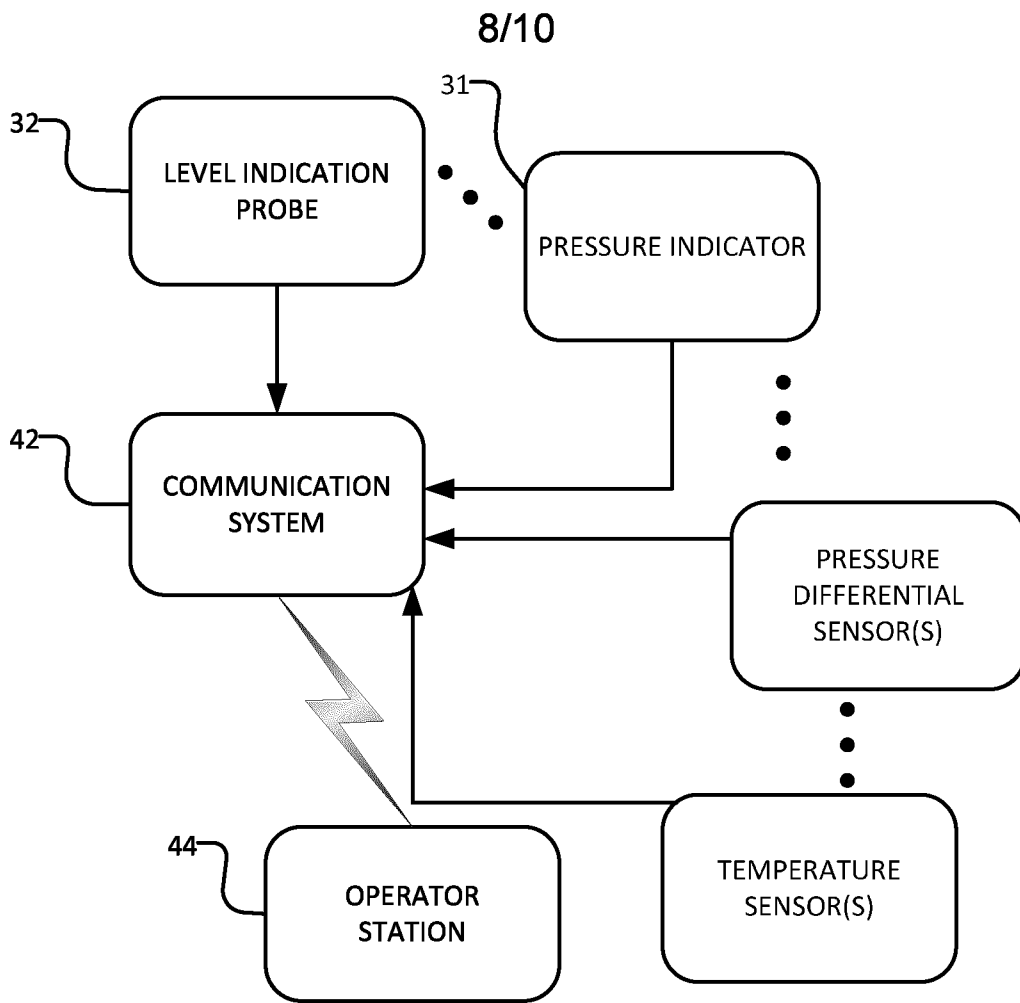 8/10
31
32
LEVEL INDICATION
PROBE
PRESSURE INDICATOR
42
COMMUNICATION
SYSTEM
PRESSURE
DIFFERENTIAL
SENSOR(S)
44
OPERATOR
STATION
TEMPERATURE
SENSOR(S)